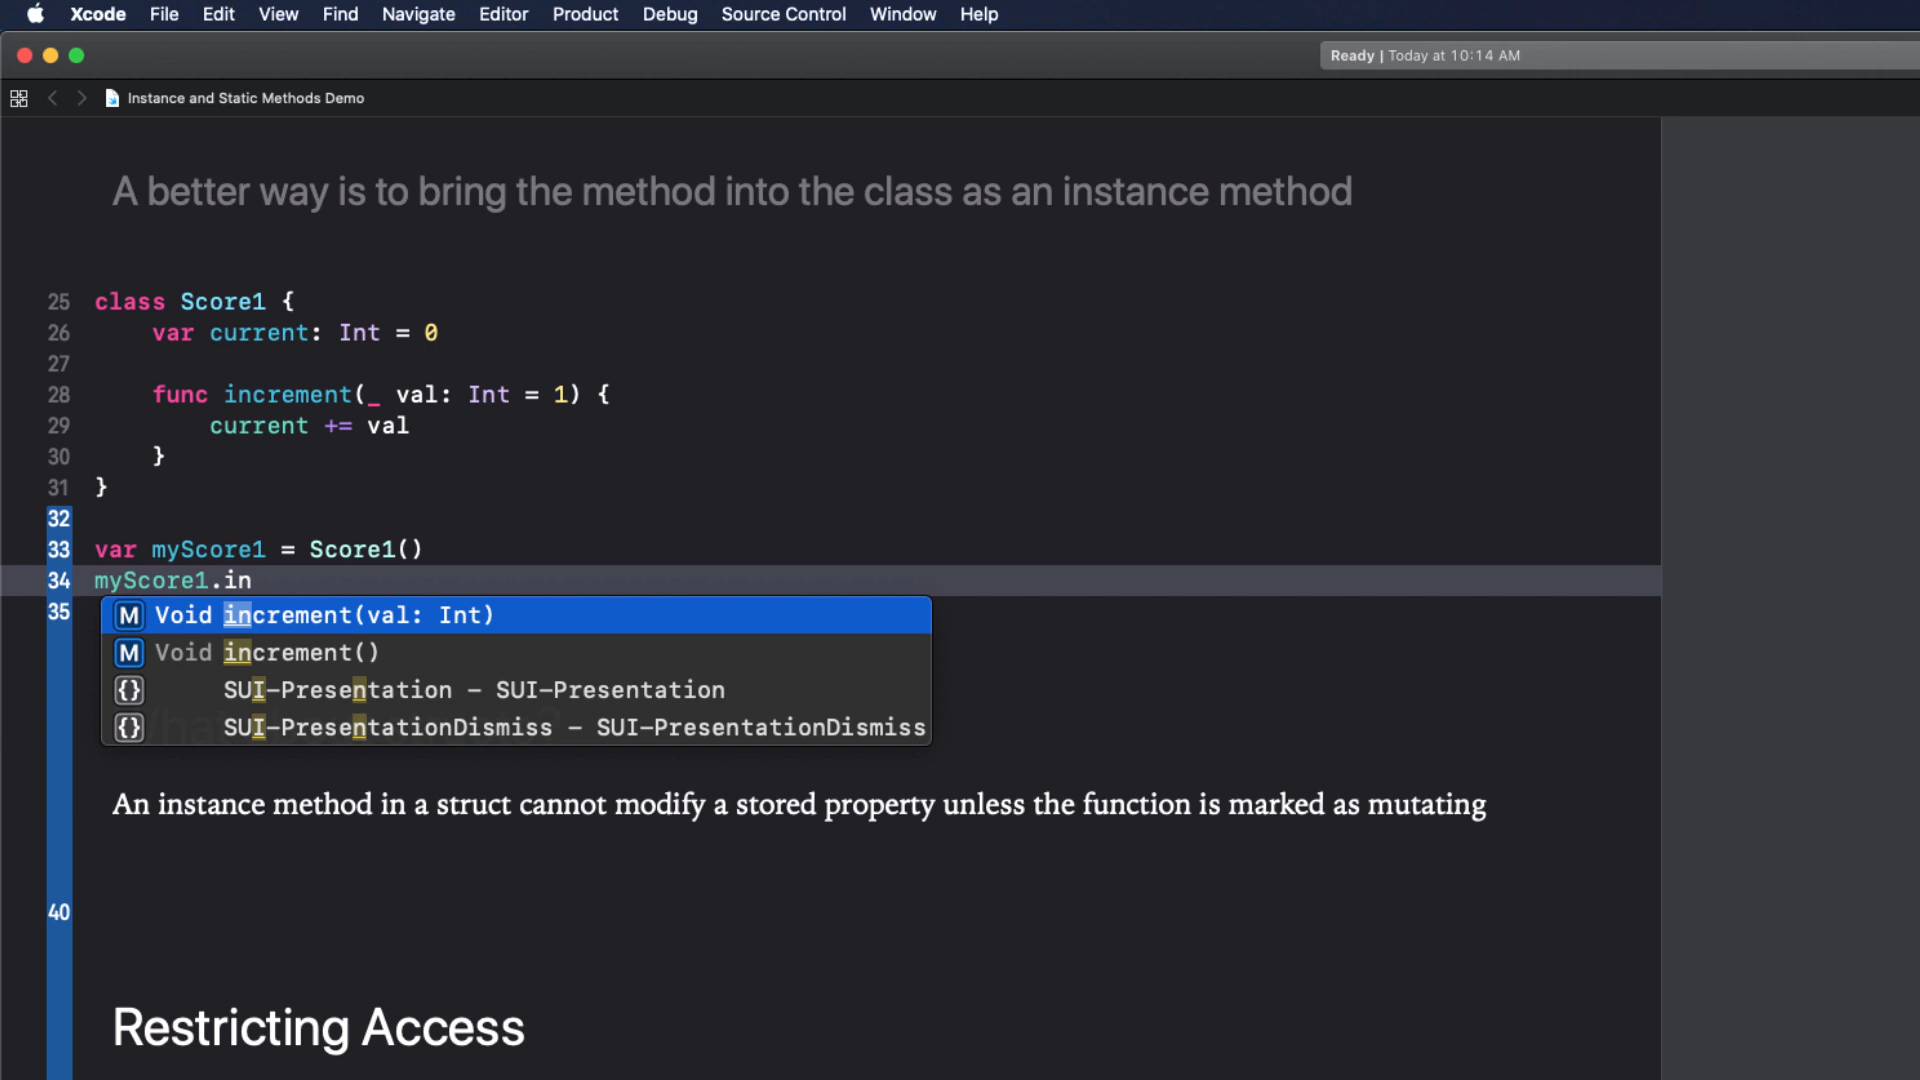 Xcode File Edit View Find Navigate Editor Product Debug Source Control Window Help
Ready | Today at 10:14 AM
Instance and Static Methods Demo
A better way is to bring the method into the class as an instance method
25 class Score1 {
26 var current: Int = 0
27
28 func increment(_ val: Int = 1) {
29 current += val
30 }
31 }
32
33 var myScore1 = Score1()
34 myScore1.in
35
M Void increment(val: Int)
M Void increment()
{} SUI-Presentation – SUI-Presentation
{} SUI-PresentationDismiss – SUI-PresentationDismiss
An instance method in a struct cannot modify a stored property unless the function is marked as mutating
40
Restricting Access